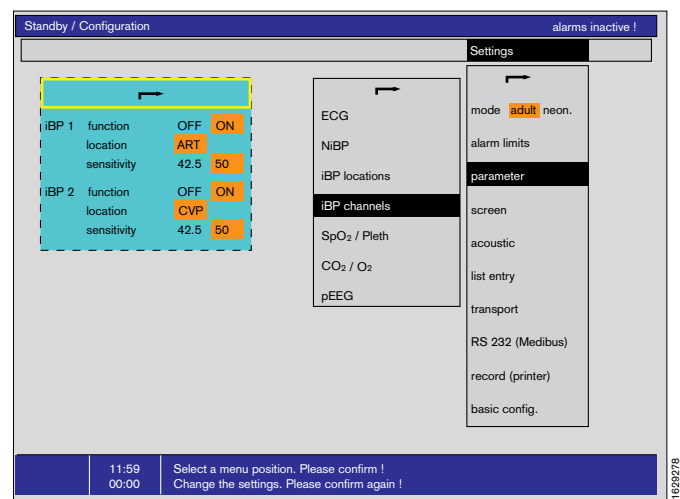 Standby / Configuration
alarms inactive !
Settings
iBP 1 function OFF ON
location ART
sensitivity 42.5 50
iBP 2 function OFF ON
location CVP
sensitivity 42.5 50
ECG
NiBP
iBP locations
iBP channels
SpO₂ / Pleth
CO₂ / O₂
pEEG
mode adult neon.
alarm limits
parameter
screen
acoustic
list entry
transport
RS 232 (Medibus)
record (printer)
basic config.
11:59 Select a menu position. Please confirm !
00:00 Change the settings. Please confirm again !
1629278